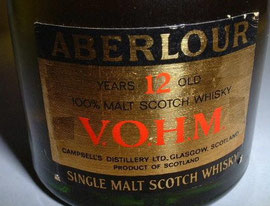 ABERLOUR
YEARS 12 OLD
100% MALT SCOTCH WHISKY
V.O.H.M
CAMPBELL'S DISTILLERY LTD. GLASGOW, SCOTLAND
PRODUCT OF SCOTLAND
SINGLE MALT SCOTCH WHISKY